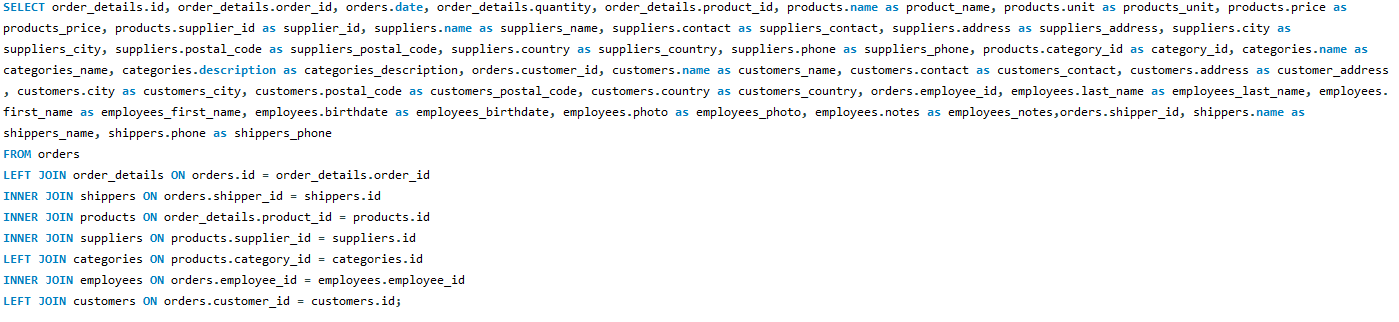 SELECT order_details.id, order_details.order_id, orders.date, order_details.quantity, order_details.product_id, products.name as product_name, products.unit as products_unit, products.price as
products_price, products.supplier_id as supplier_id, suppliers.name as suppliers_name, suppliers.contact as suppliers_contact, suppliers.address as suppliers_address, suppliers.city as
suppliers_city, suppliers.postal_code as suppliers_postal_code, suppliers.country as suppliers_country, suppliers.phone as suppliers_phone, products.category_id as category_id, categories.name as
categories_name, categories.description as categories_description, orders.customer_id, customers.name as customers_name, customers.contact as customers_contact, customers.address as customer_address
, customers.city as customers_city, customers.postal_code as customers_postal_code, customers.country as customers_country, orders.employee_id, employees.last_name as employees_last_name, employees.
first_name as employees_first_name, employees.birthdate as employees_birthdate, employees.photo as employees_photo, employees.notes as employees_notes,orders.shipper_id, shippers.name as
shippers_name, shippers.phone as shippers_phone
FROM orders
LEFT JOIN order_details ON orders.id = order_details.order_id
INNER JOIN shippers ON orders.shipper_id = shippers.id
INNER JOIN products ON order_details.product_id = products.id
INNER JOIN suppliers ON products.supplier_id = suppliers.id
LEFT JOIN categories ON products.category_id = categories.id
INNER JOIN employees ON orders.employee_id = employees.employee_id
LEFT JOIN customers ON orders.customer_id = customers.id;